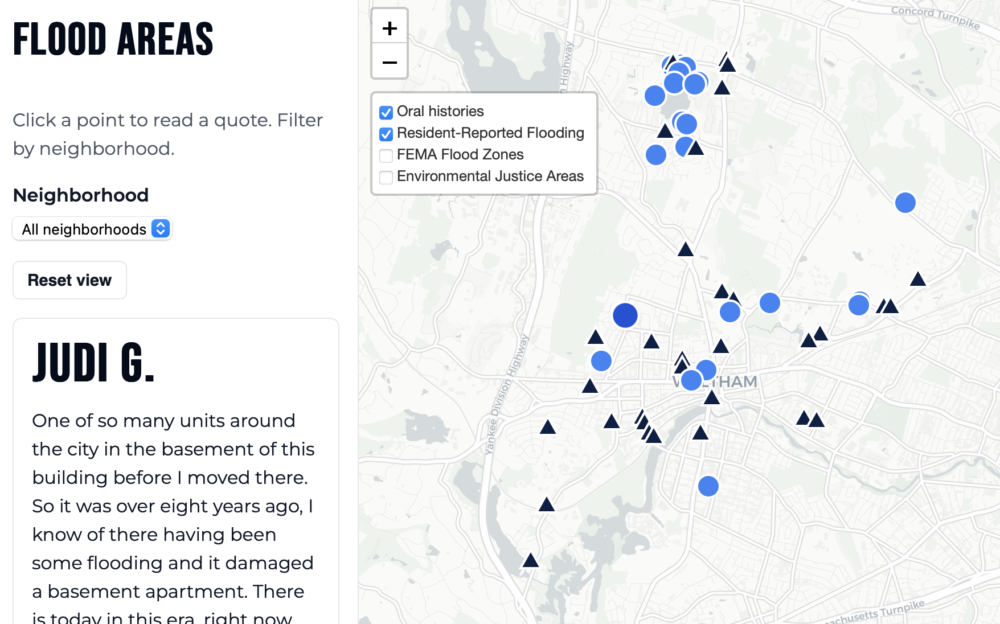 FLOOD AREAS
Click a point to read a quote. Filter
by neighborhood.
Neighborhood
All neighborhoods
Reset view
JUDI G.
One of so many units around
the city in the basement of this
building before I moved there.
So it was over eight years ago, I
know of there having been
some flooding and it damaged
a basement apartment. There
is today in this era, right now
+
−
Oral histories
Resident-Reported Flooding
FEMA Flood Zones
Environmental Justice Areas
Concord Turnpike
Highway
Yankee Division Highway
THAM
Turnpike